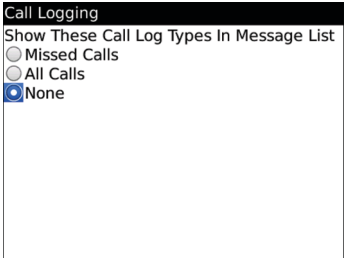 Call Logging
Show These Call Log Types In Message List
Missed Calls
All Calls
None